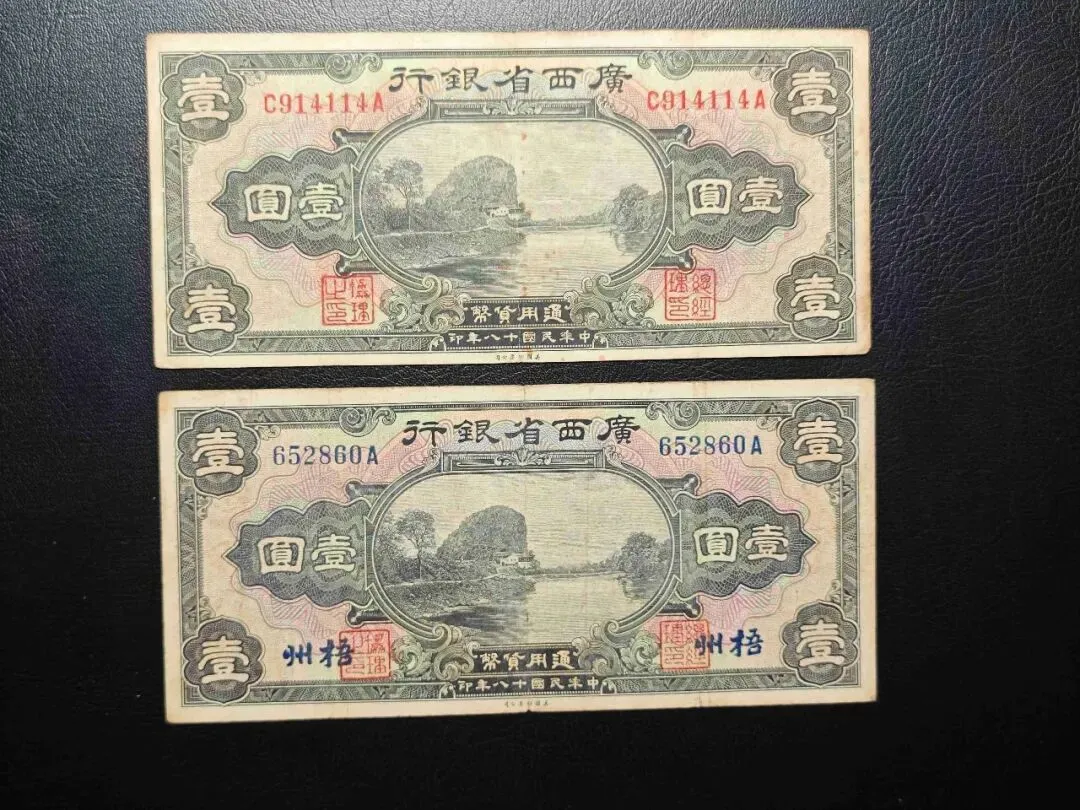 壹
廣西省銀行
壹
C914114A
C914114A
壹圓
壹圓
壹
通用貨幣
壹
中華民國十八年印
壹
廣西省銀行
壹
652860A
652860A
壹圓
壹圓
梧州
梧州
壹
通用貨幣
壹
中華民國十八年印